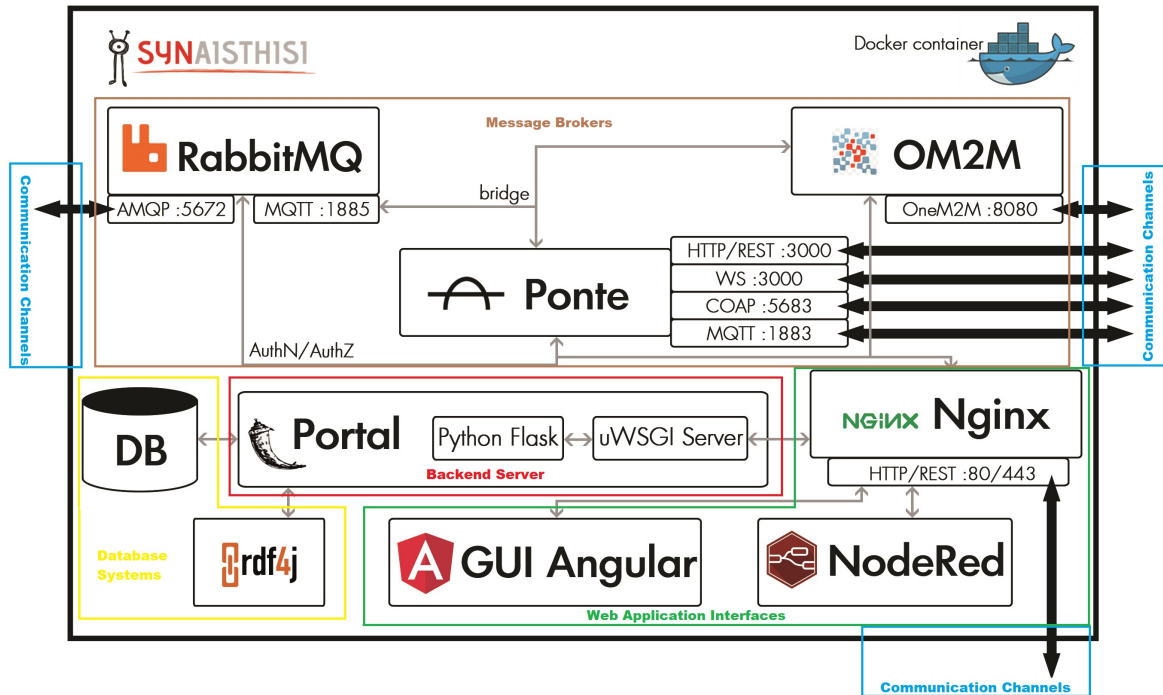 SYNAISTHISI
Docker container
Message Brokers
RabbitMQ
OM2M
AMQP :5672
MQTT :1885
bridge
OneM2M :8080
Communication Channels
Communication Channels
HTTP/REST :3000
WS :3000
COAP :5683
MQTT :1883
Ponte
AuthN/AuthZ
DB
Portal
Python Flask
uWSGI Server
Backend Server
NGiNX
Nginx
HTTP/REST :80/443
Database
Systems
rdf4j
A
GUI Angular
NodeRed
Web Application Interfaces
Communication Channels